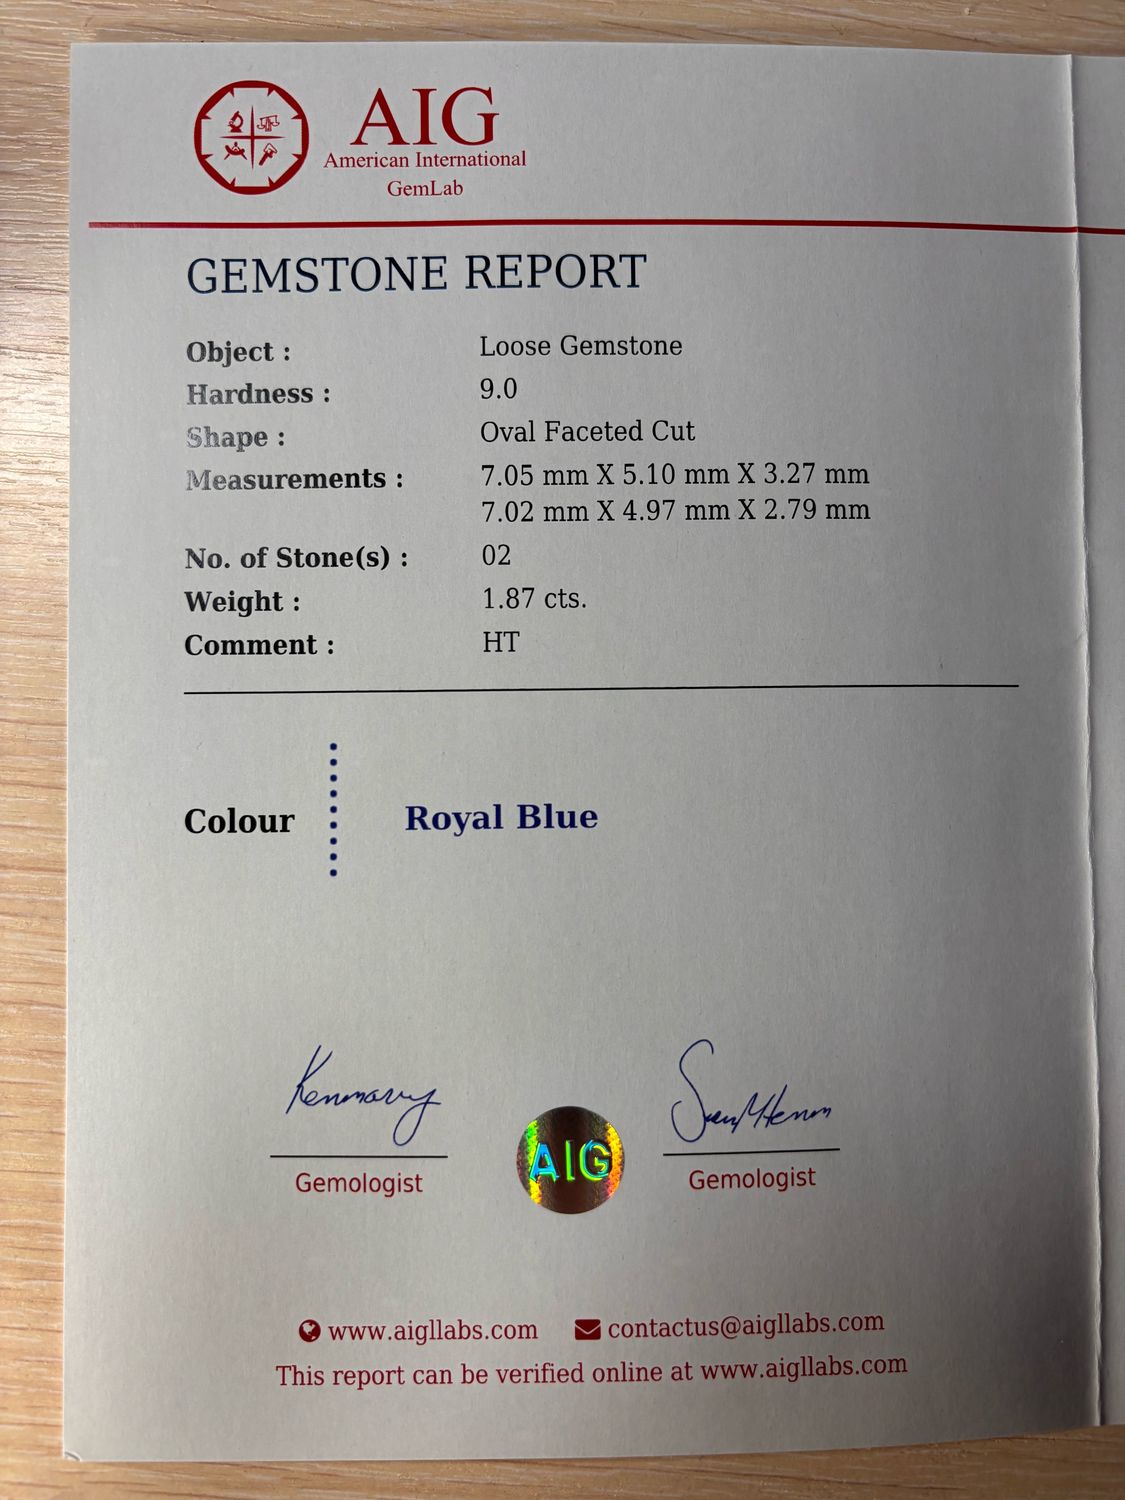 AIG
American International
GemLab
GEMSTONE REPORT
Object : Loose Gemstone
Hardness : 9.0
Shape : Oval Faceted Cut
Measurements : 7.05 mm X 5.10 mm X 3.27 mm
7.02 mm X 4.97 mm X 2.79 mm
No. of Stone(s) : 02
Weight : 1.87 cts.
Comment : HT
Colour Royal Blue
AIG
Gemologist Gemologist
www.aigllabs.com contactus@aigllabs.com
This report can be verified online at www.aigllabs.com